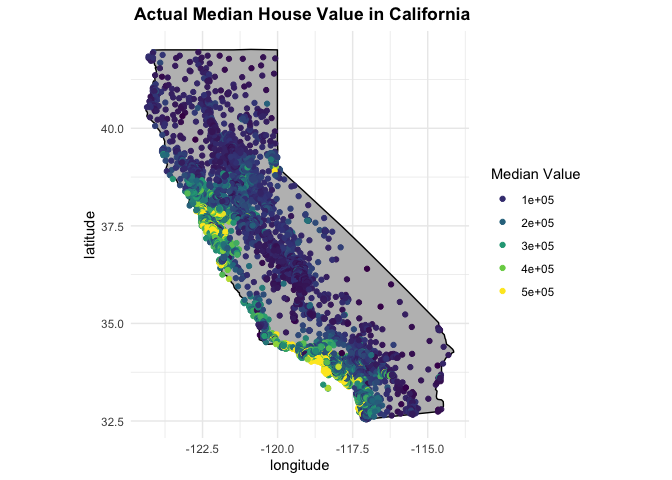 Actual Median House Value in California
40.0
37.5
35.0
32.5
latitude
-122.5 -120.0 -117.5 -115.0
longitude
Median Value
1e+05
2e+05
3e+05
4e+05
5e+05